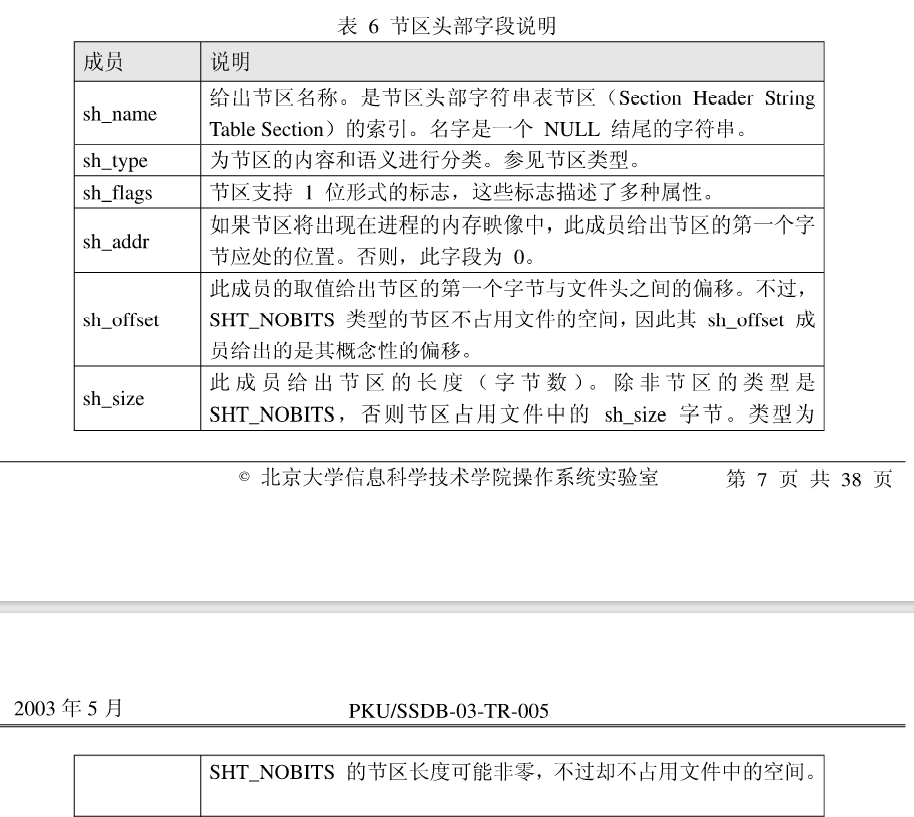 表 6 节区头部字段说明
成员 说明
sh_name 给出节区名称。是节区头部字符串表节区（Section Header String
Table Section）的索引。名字是一个 NULL 结尾的字符串。
sh_type 为节区的内容和语义进行分类。参见节区类型。
sh_flags 节区支持 1 位形式的标志，这些标志描述了多种属性。
sh_addr 如果节区将出现在进程的内存映像中，此成员给出节区的第一个字
节应处的位置。否则，此字段为 0。
此成员的取值给出节区的第一个字节与文件头之间的偏移。不过，
sh_offset SHT_NOBITS 类型的节区不占用文件的空间，因此其 sh_offset 成
员给出的是其概念性的偏移。
sh_size 此成员给出节区的长度（字节数）。除非节区的类型是
SHT_NOBITS，否则节区占用文件中的 sh_size 字节。类型为
© 北京大学信息科学技术学院操作系统实验室 第 7 页 共 38 页
2003 年 5 月 PKU/SSDB-03-TR-005
SHT_NOBITS 的节区长度可能非零，不过却不占用文件中的空间。